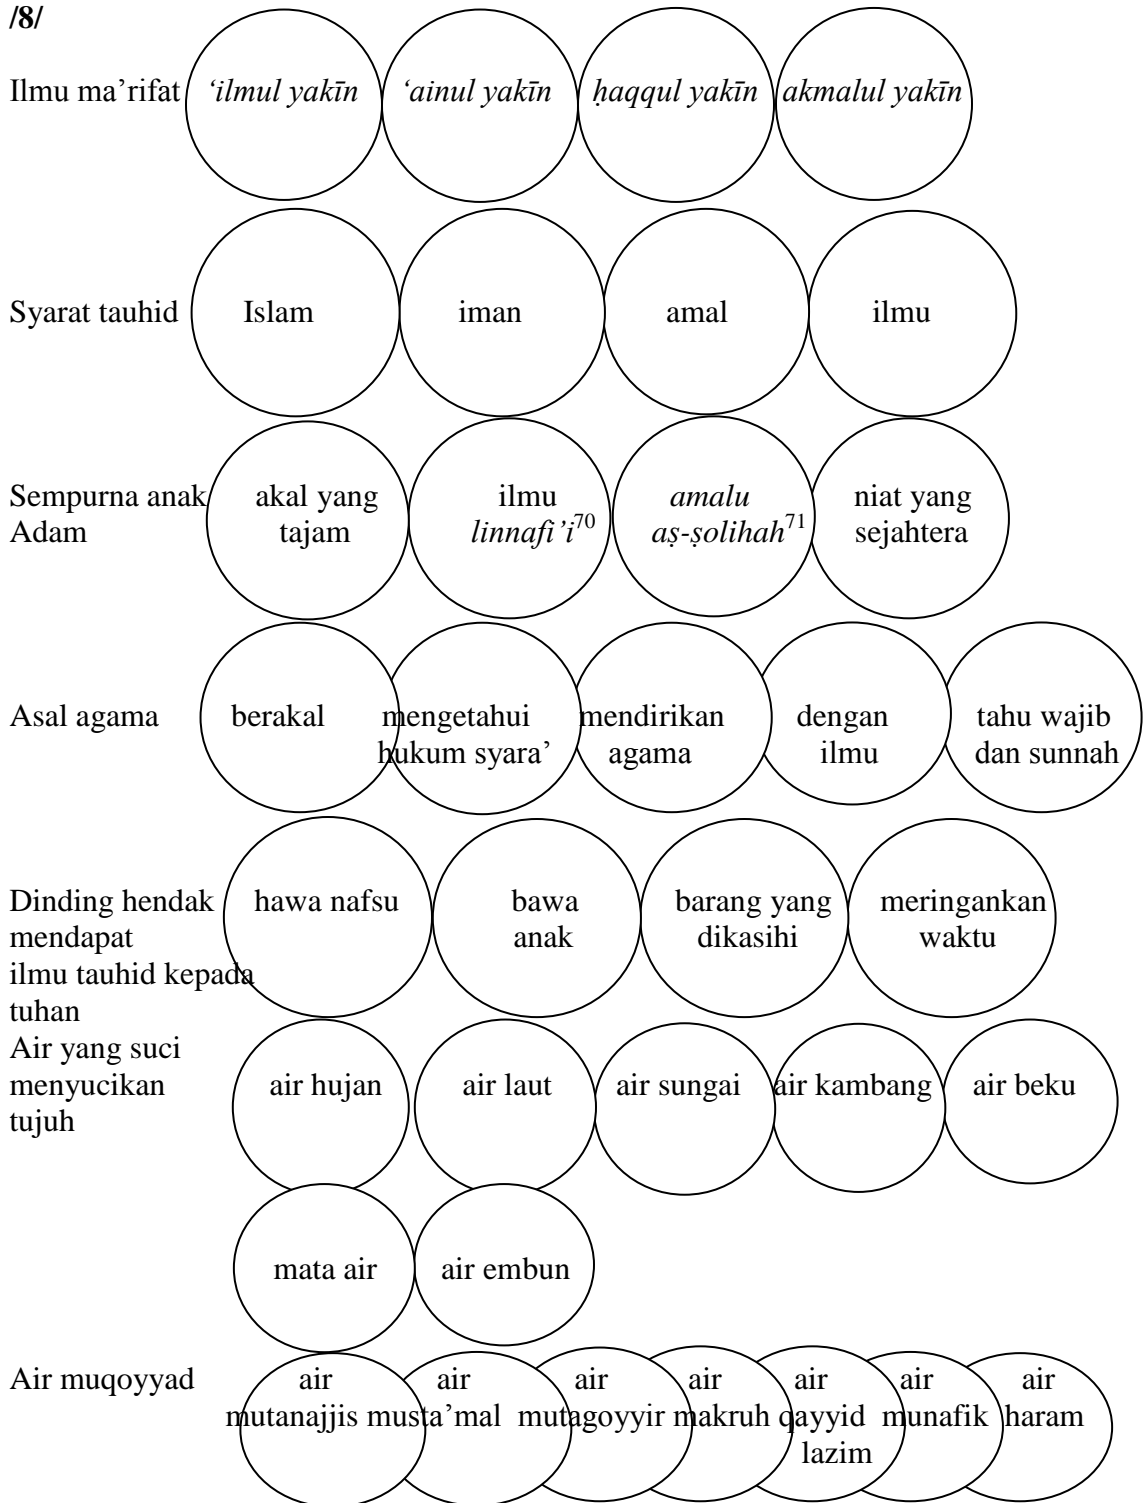 /8/
Ilmu ma’rifat ‘ilmul yakīn ‘ainul yakīn ḥaqqul yakīn akmalul yakīn
Syarat tauhid Islam iman amal ilmu
Sempurna anak akal yang ilmu amalu niat yang
Adam tajam linnafi’i70 aṣ-ṣolihah71 sejahtera
Asal agama berakal mengetahui mendirikan dengan tahu wajib
hukum syara’ agama ilmu dan sunnah
Dinding hendak hawa nafsu bawa barang yang meringankan
mendapat anak dikasihi waktu
ilmu tauhid kepada
tuhan
Air yang suci
menyucikan air hujan air laut air sungai air kambang air beku
tujuh
mata air air embun
Air muqoyyad air air air air air air air
mutanajjis musta’mal mutagoyyir makruh qayyid munafik haram
lazim